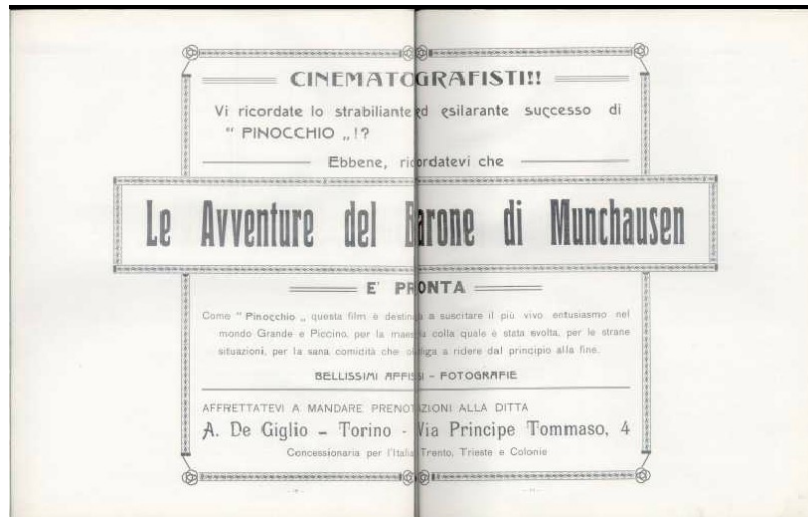 CINEMATOGRAFISTI!!
Vi ricordate lo strabiliante ed esilarante successo di
" PINOCCHIO „ !?
Ebbene, ricordatevi che
Le Avventure del Barone di Munchausen
E' PRONTA
Come " Pinocchio „ questa film è destinata a suscitare il più vivo entusiasmo nel
mondo Grande e Piccino, per la maestria colla quale è stata svolta, per le strane
situazioni, per la sana comidità che obbliga a ridere dal principio alla fine.
BELLISSIMI AFFISSI - FOTOGRAFIE
AFFRETTATEVI A MANDARE PRENOTAZIONI ALLA DITTA
A. De Giglio - Torino - Via Principe Tommaso, 4
Concessionaria per l'Italia Trento, Trieste e Colonie